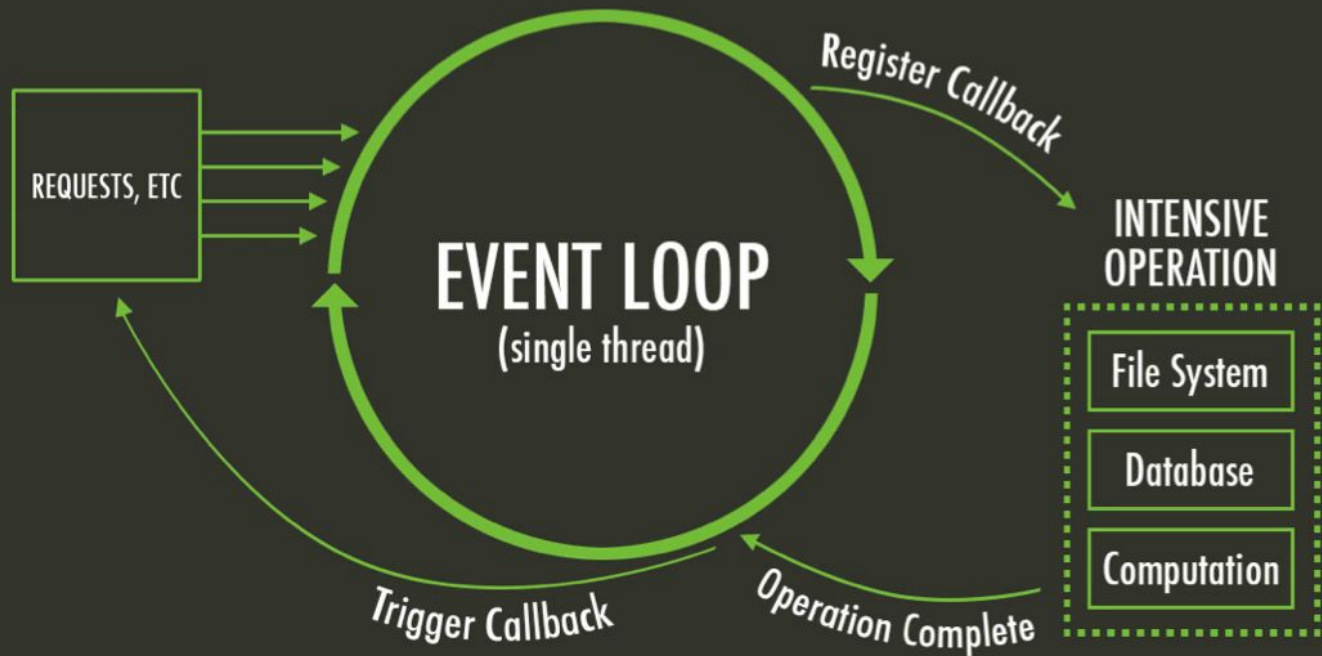 REQUESTS, ETC
EVENT LOOP
(single thread)
Register Callback
INTENSIVE
OPERATION
File System
Database
Computation
Operation Complete
Trigger Callback